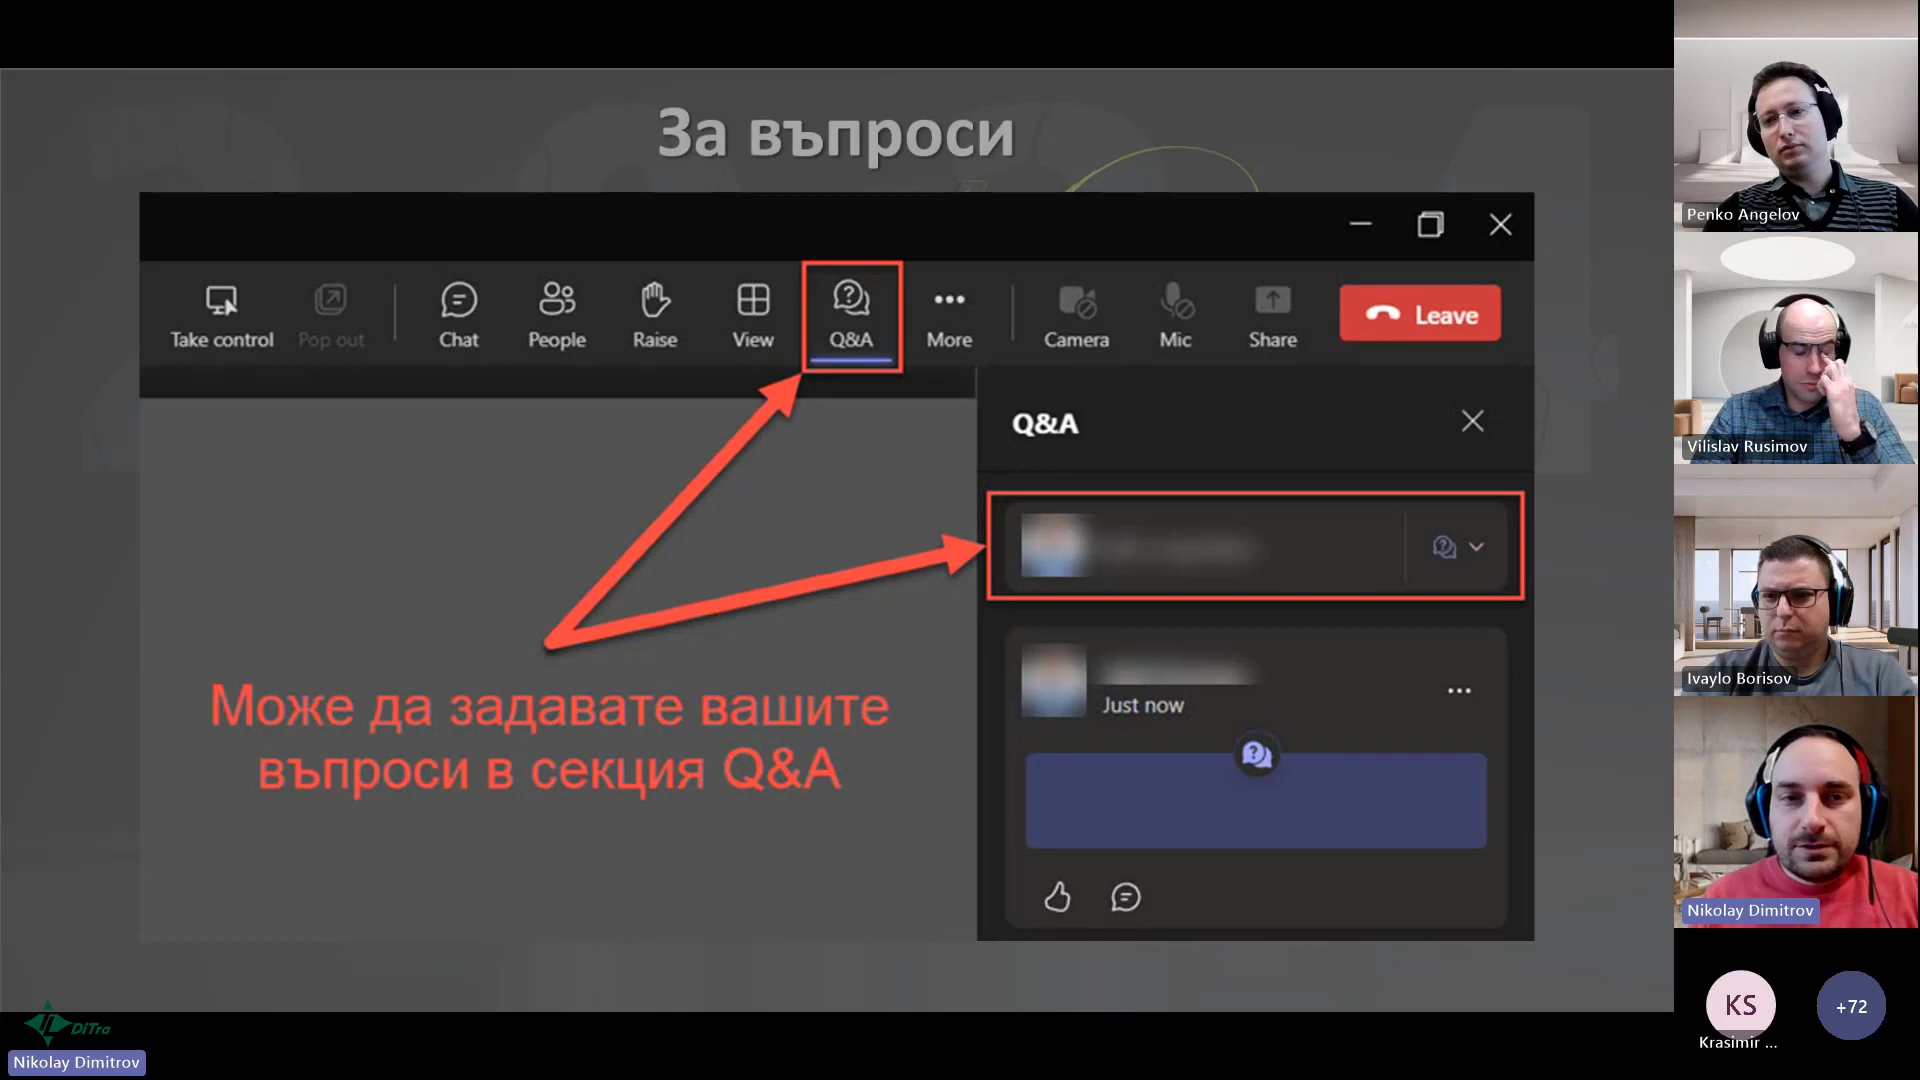 За въпроси
Take control
Pop out
Chat
People
Raise
View
Q&A
More
Camera
Mic
Share
Leave
Q&A
Just now
Може да задавате вашите
въпроси в секция Q&A
DiTra
Nikolay Dimitrov
Penko Angelov
Vilislav Rusimov
Ivaylo Borisov
Nikolay Dimitrov
KS
Krasimir ...
+72